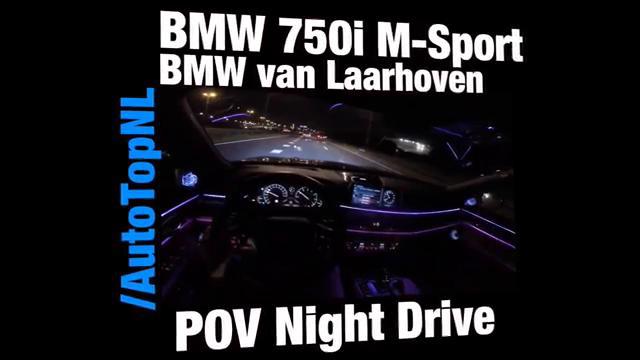 BMW 750i M-Sport
BMW van Laarhoven
/AutoTopNL
POV Night Drive